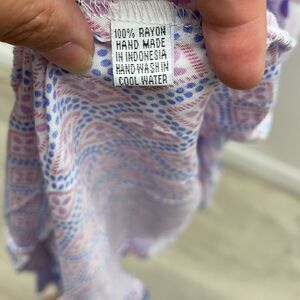 100% RAYON
HAND MADE
IN INDONESIA
HAND WASH IN
COOL WATER